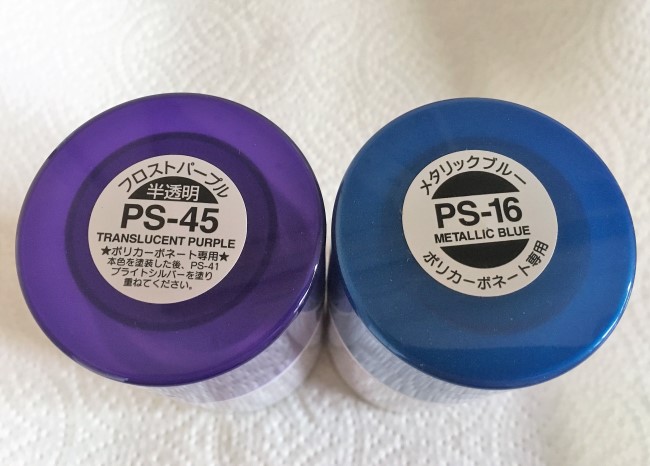 フロストパープル
半透明
PS-45
TRANSLUCENT PURPLE
★ポリカーボネート専用★
本色を塗装した後、PS-41
ブライトシルバーを塗り
重ねてください。
メタリックブルー
PS-16
METALLIC BLUE
ポリカーボネート専用